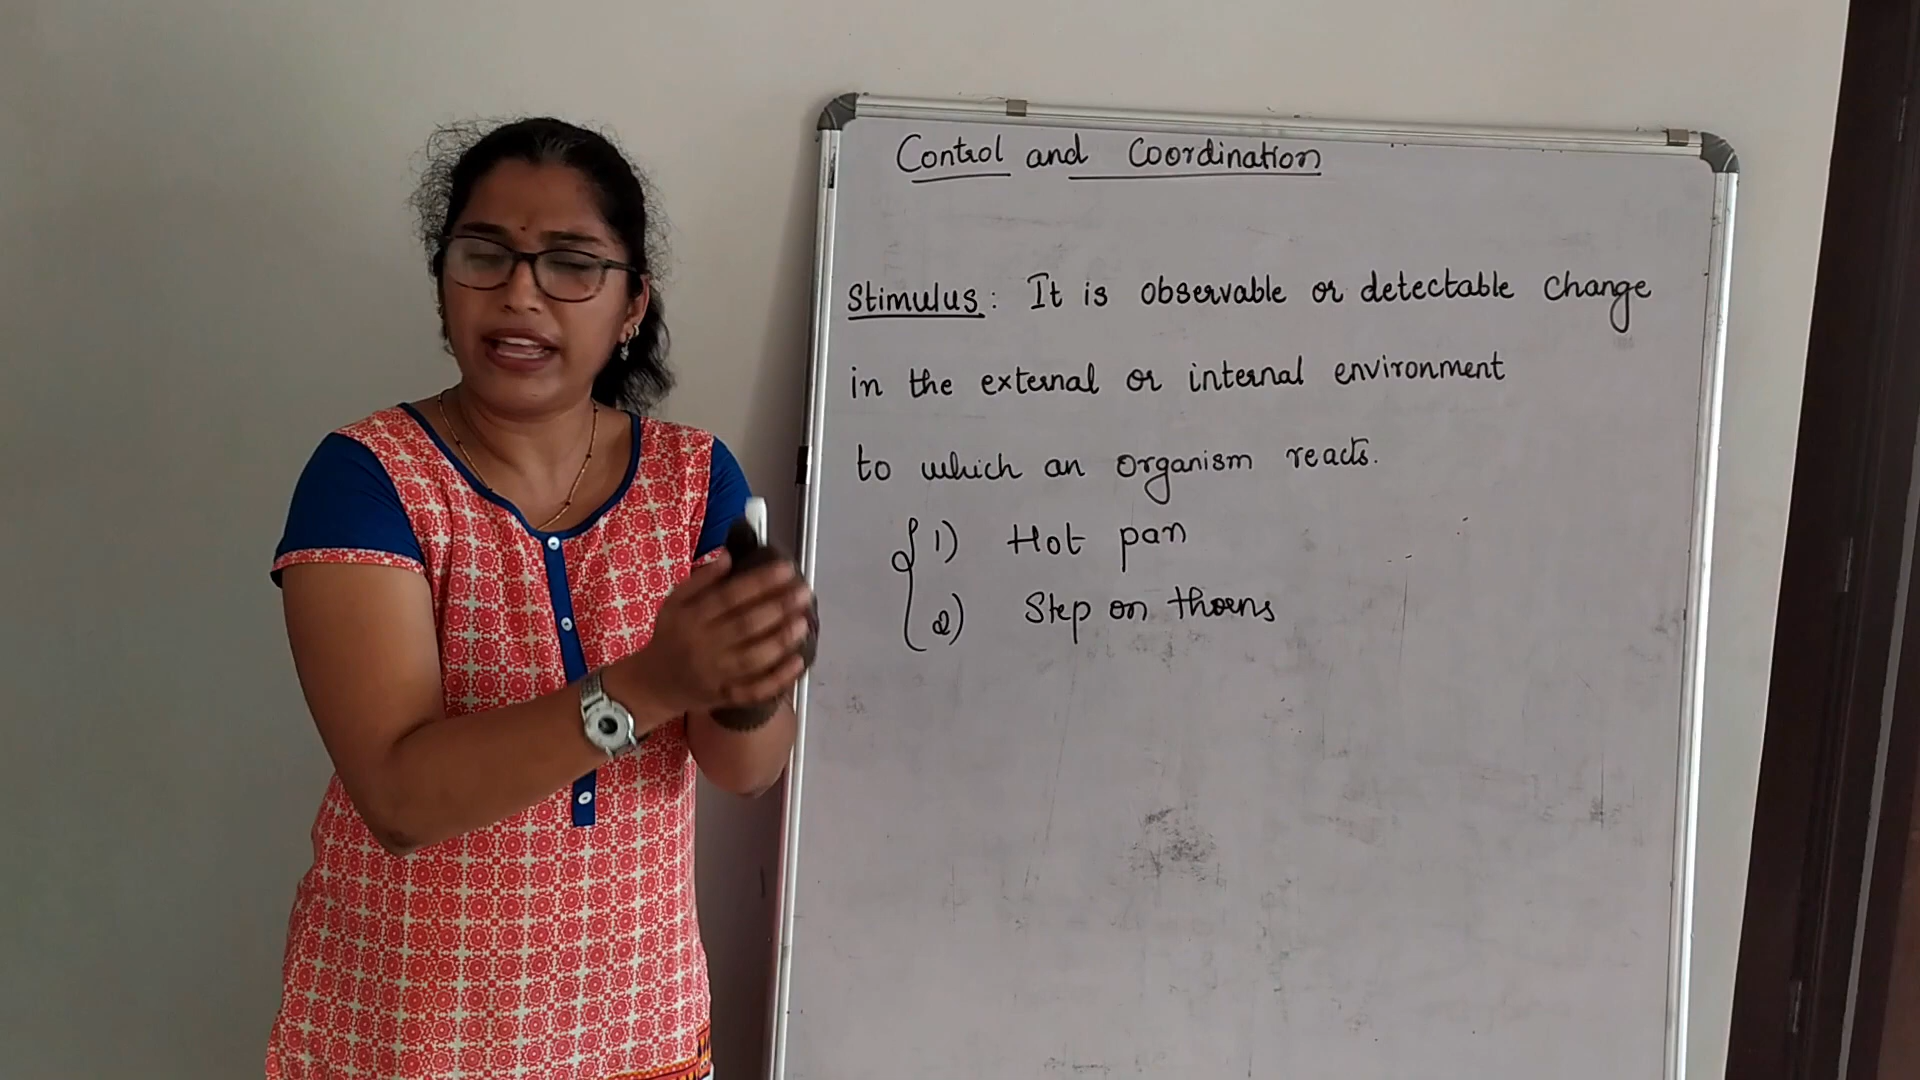 Control and Coordination
Stimulus: It is observable or detectable change
in the external or internal environment
to which an organism reacts.
1) Hot pan
2) Step on thorns